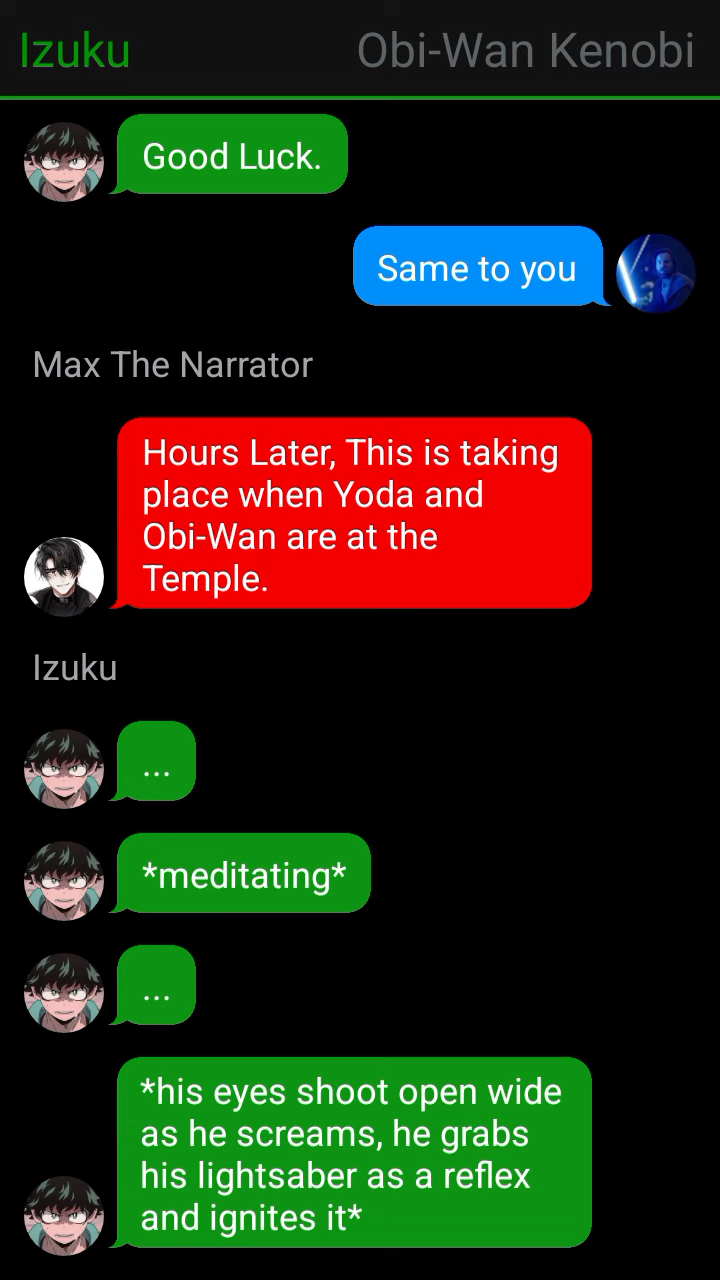 Izuku Obi-Wan Kenobi
Good Luck.
Same to you
Max The Narrator
Hours Later, This is taking
place when Yoda and
Obi-Wan are at the
Temple.
Izuku
...
*meditating*
...
*his eyes shoot open wide
as he screams, he grabs
his lightsaber as a reflex
and ignites it*